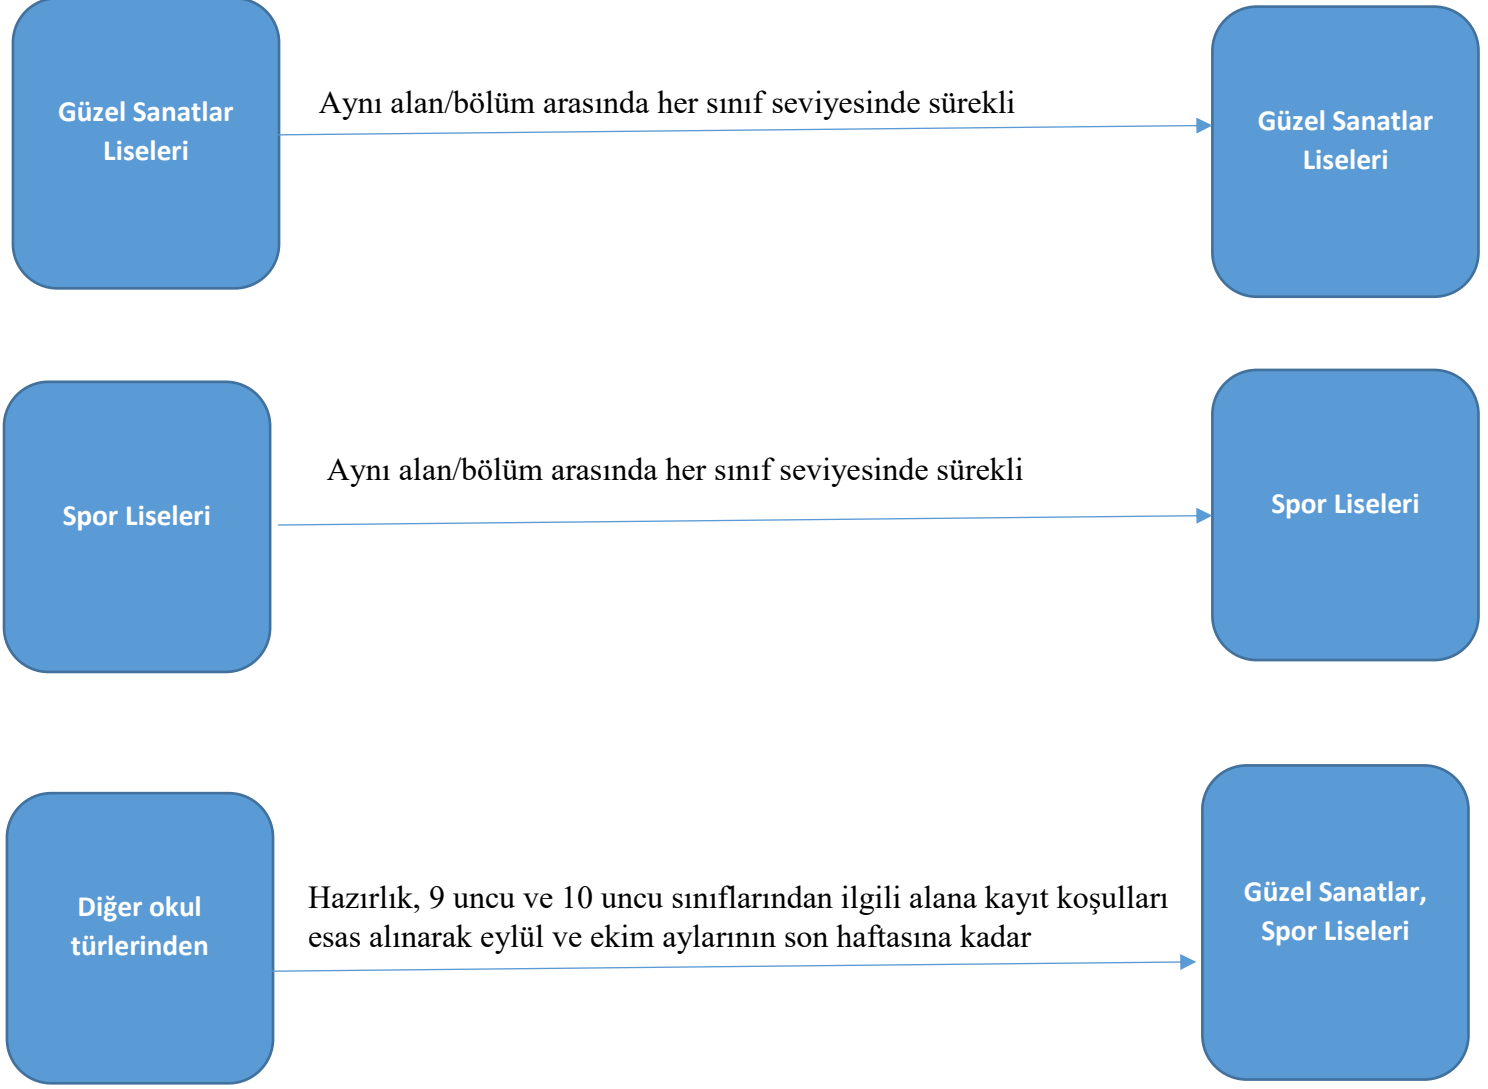 Güzel Sanatlar
Liseleri
Aynı alan/bölüm arasında her sınıf seviyesinde sürekli
Güzel Sanatlar
Liseleri
Spor Liseleri
Aynı alan/bölüm arasında her sınıf seviyesinde sürekli
Spor Liseleri
Diğer okul
türlerinden
Hazırlık, 9 uncu ve 10 uncu sınıflarından ilgili alana kayıt koşulları
esas alınarak eylül ve ekim aylarının son haftasına kadar
Güzel Sanatlar,
Spor Liseleri